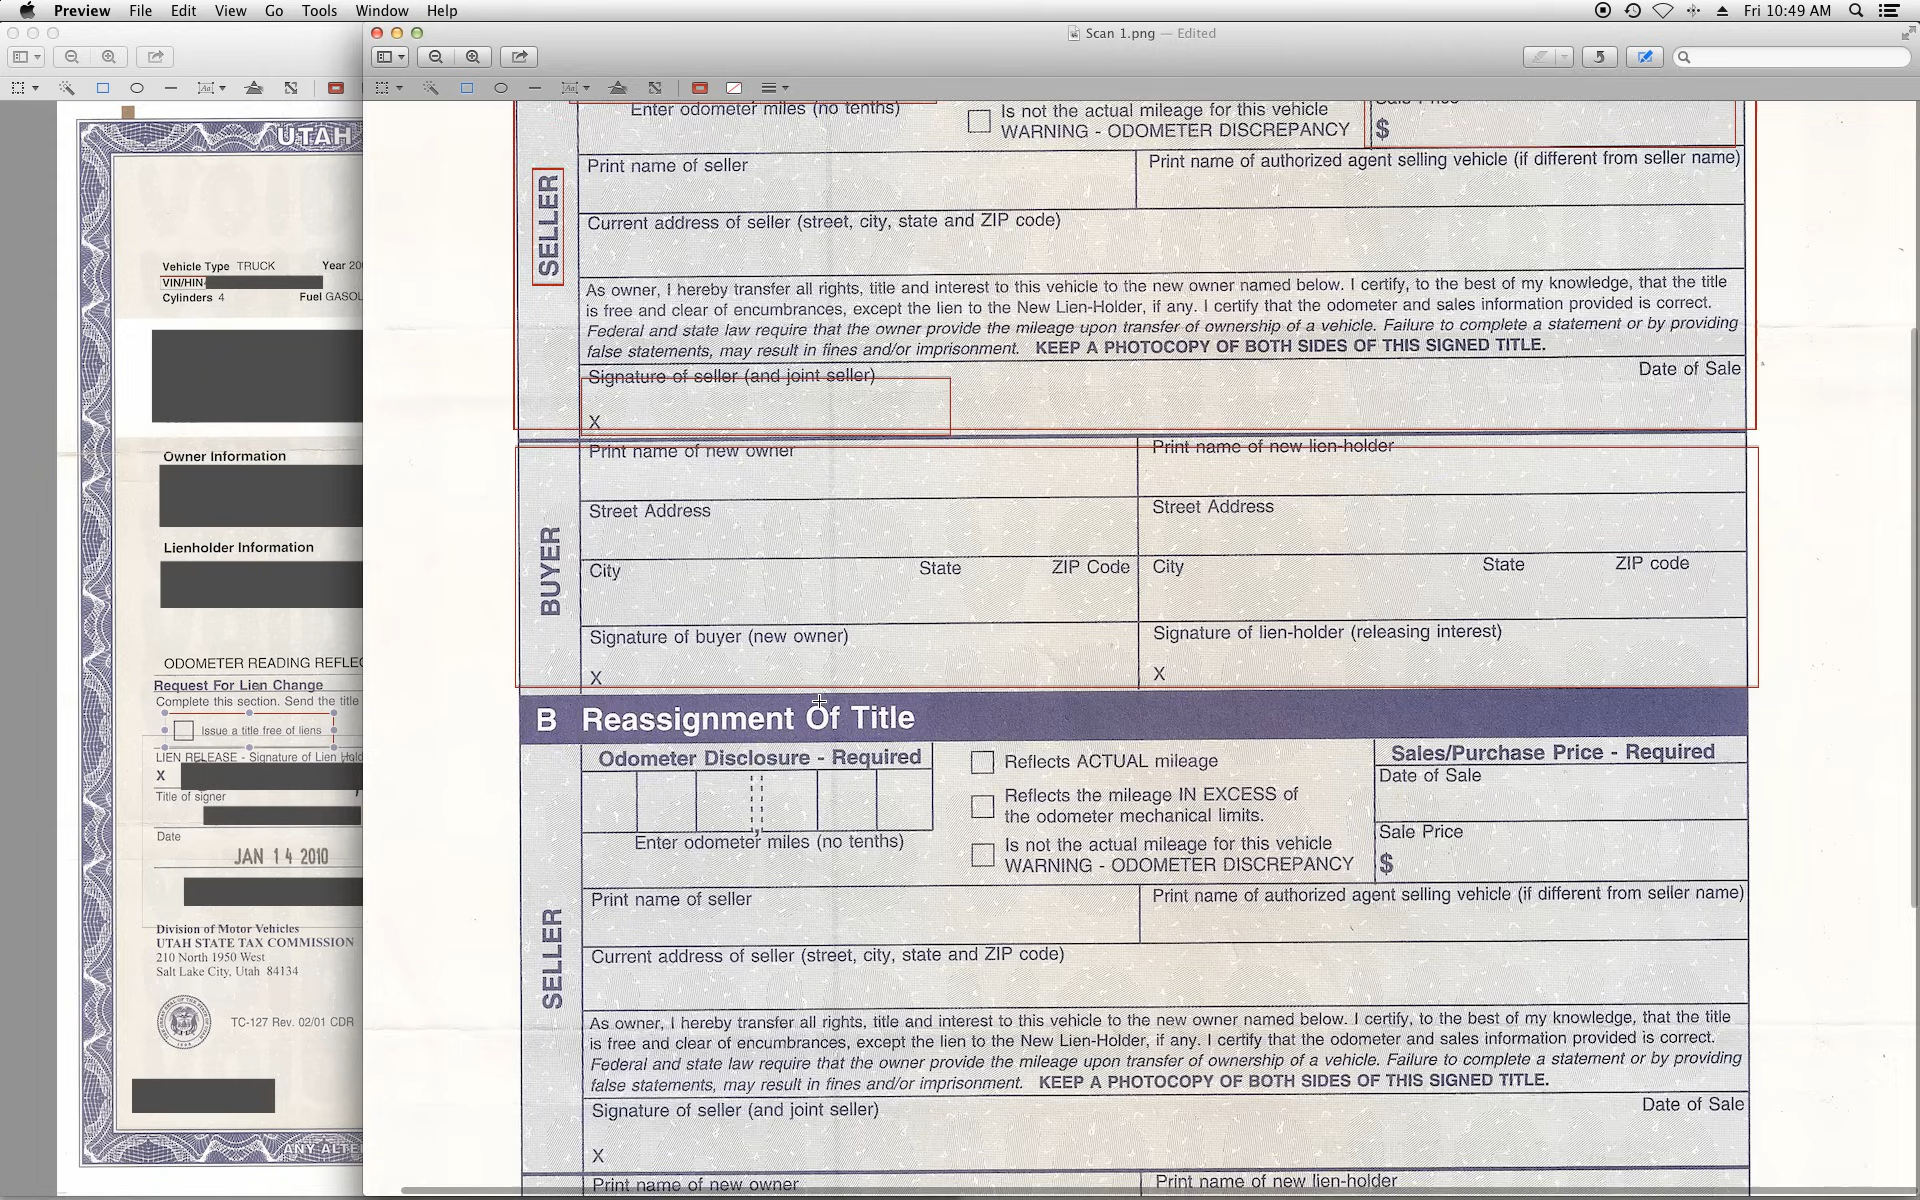 Preview File Edit View Go Tools Window Help
Fri 10:49 AM
Scan 1.png — Edited
UTAH
Vehicle Type TRUCK Year 20
VIN/HIN
Cylinders 4 Fuel GASOL
Owner Information
Lienholder Information
ODOMETER READING REFLEC
Request For Lien Change
Complete this section. Send the title
Issue a title free of liens
LIEN RELEASE - Signature of Lien Hold
X
Title of signer
Date
JAN 14 2010
Division of Motor Vehicles
UTAH STATE TAX COMMISSION
210 North 1950 West
Salt Lake City, Utah 84134
TC-127 Rev. 02/01 CDR
ANY ALTE
Enter odometer miles (no tenths)
Is not the actual mileage for this vehicle
WARNING - ODOMETER DISCREPANCY
Sale Price
$
SELLER
Print name of seller
Print name of authorized agent selling vehicle (if different from seller name)
Current address of seller (street, city, state and ZIP code)
As owner, I hereby transfer all rights, title and interest to this vehicle to the new owner named below. I certify, to the best of my knowledge, that the title
is free and clear of encumbrances, except the lien to the New Lien-Holder, if any. I certify that the odometer and sales information provided is correct.
Federal and state law require that the owner provide the mileage upon transfer of ownership of a vehicle. Failure to complete a statement or by providing
false statements, may result in fines and/or imprisonment. KEEP A PHOTOCOPY OF BOTH SIDES OF THIS SIGNED TITLE.
Signature of seller (and joint seller) Date of Sale
X
BUYER
Print name of new owner
Print name of new lien-holder
Street Address
Street Address
City State ZIP Code
City State ZIP code
Signature of buyer (new owner)
Signature of lien-holder (releasing interest)
X
X
B Reassignment Of Title
Odometer Disclosure - Required
,
Enter odometer miles (no tenths)
Reflects ACTUAL mileage
Reflects the mileage IN EXCESS of
the odometer mechanical limits.
Is not the actual mileage for this vehicle
WARNING - ODOMETER DISCREPANCY
Sales/Purchase Price - Required
Date of Sale
Sale Price
$
SELLER
Print name of seller
Print name of authorized agent selling vehicle (if different from seller name)
Current address of seller (street, city, state and ZIP code)
As owner, I hereby transfer all rights, title and interest to this vehicle to the new owner named below. I certify, to the best of my knowledge, that the title
is free and clear of encumbrances, except the lien to the New Lien-Holder, if any. I certify that the odometer and sales information provided is correct.
Federal and state law require that the owner provide the mileage upon transfer of ownership of a vehicle. Failure to complete a statement or by providing
false statements, may result in fines and/or imprisonment. KEEP A PHOTOCOPY OF BOTH SIDES OF THIS SIGNED TITLE.
Signature of seller (and joint seller) Date of Sale
X
Print name of new owner
Print name of new lien-holder